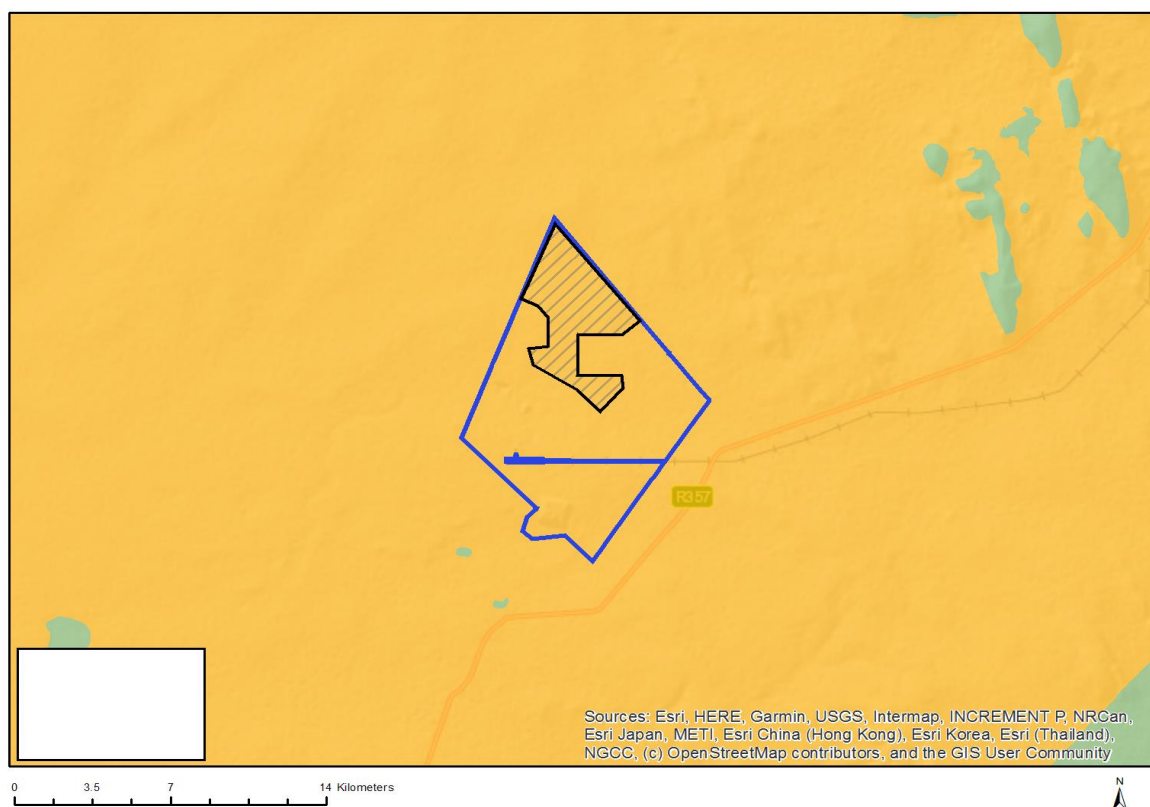 R357
Sources: Esri, HERE, Garmin, USGS, Intermap, INCREMENT P, NRCan,
Esri Japan, METI, Esri China (Hong Kong), Esri Korea, Esri (Thailand),
NGCC, (c) OpenStreetMap contributors, and the GIS User Community
0 3.5 7 14 Kilometers
N